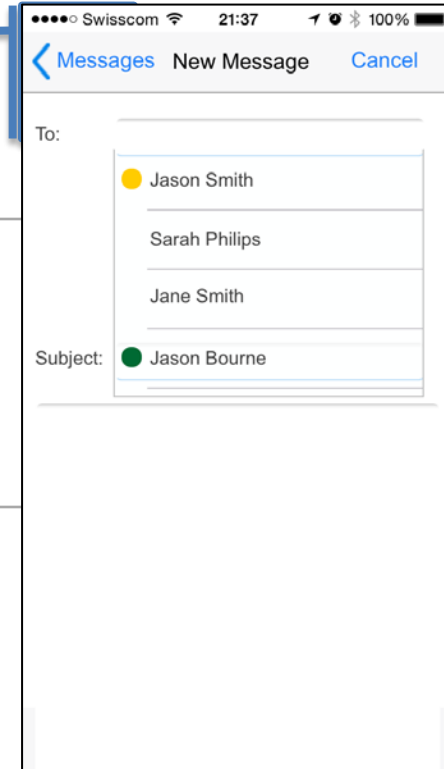 Swisscom 21:37 100%
Messages New Message Cancel
To:
Jason Smith
Sarah Philips
Jane Smith
Subject: Jason Bourne